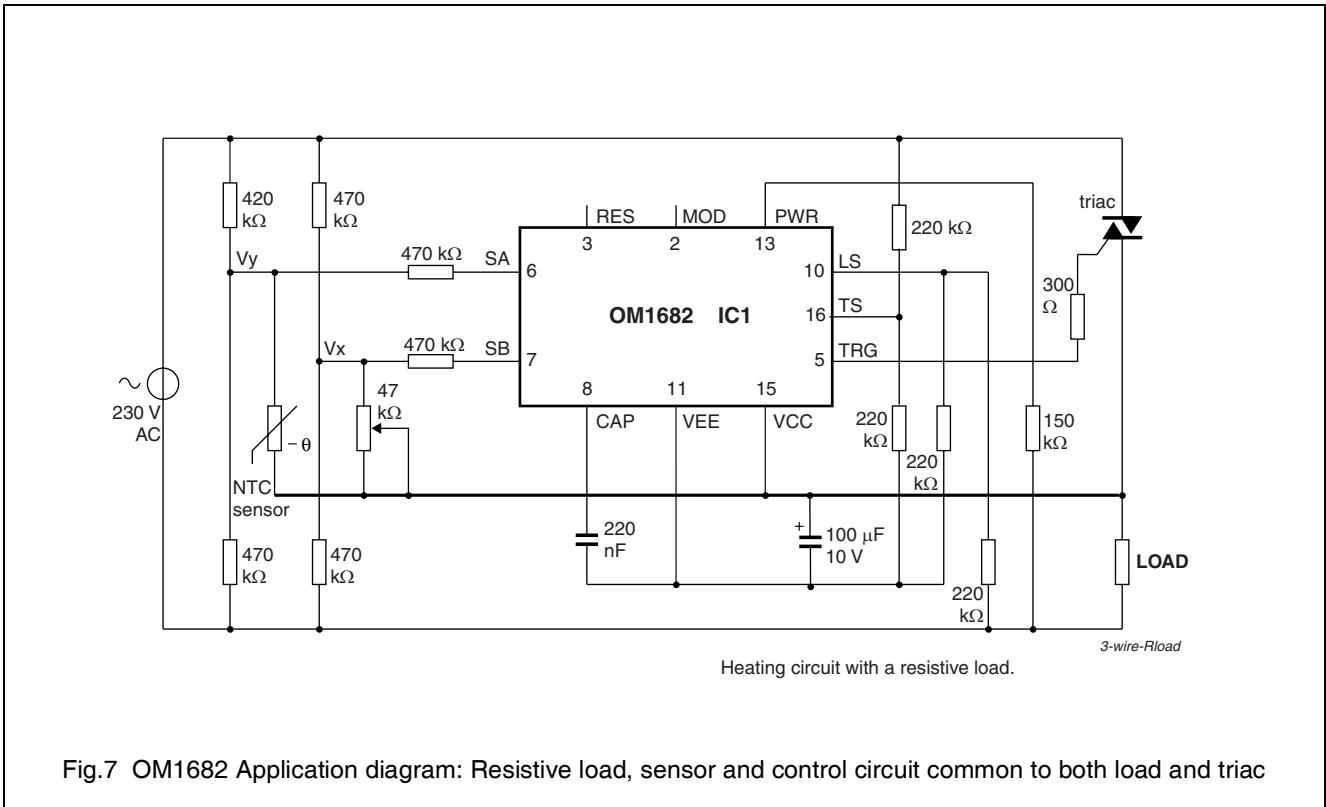 420
kΩ
470
kΩ
RES
MOD
PWR
triac
3
2
13
220 kΩ
Vy
470 kΩ
SA
6
10
LS
300
Ω
OM1682 IC1
16
TS
Vx
470 kΩ
SB
7
5
TRG
230 V
AC
47
kΩ
8
11
15
CAP
VEE
VCC
220
kΩ
220
kΩ
150
kΩ
– θ
NTC
sensor
470
kΩ
470
kΩ
220
nF
+
100 μF
10 V
220
kΩ
LOAD
3-wire-Rload
Heating circuit with a resistive load.
Fig.7 OM1682 Application diagram: Resistive load, sensor and control circuit common to both load and triac